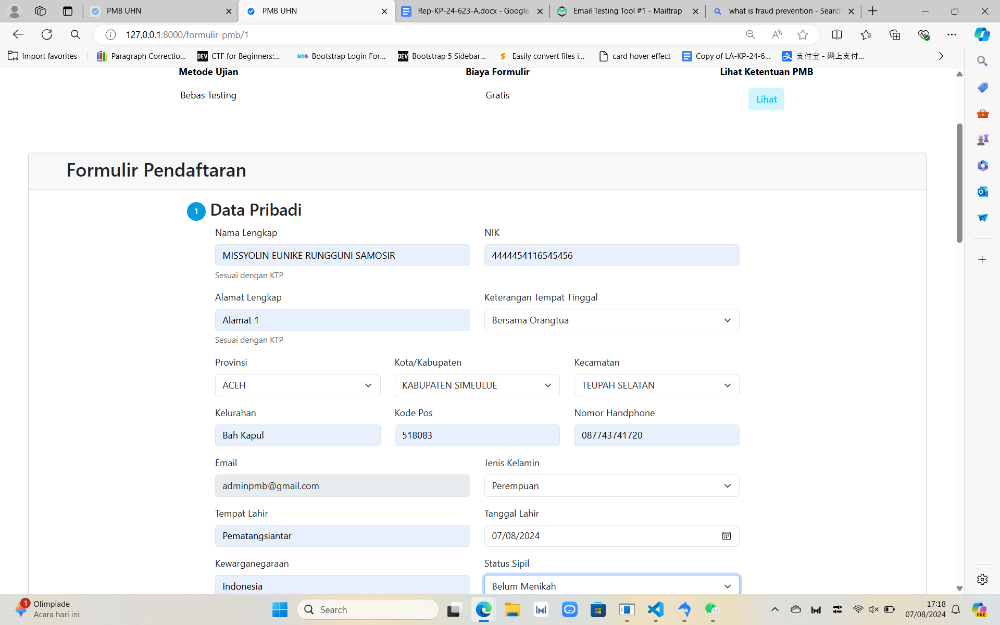 PMB UHN
PMB UHN
Rep-KP-24-623-A.docx - Google
Email Testing Tool #1 - Mailtrap
what is fraud prevention - Search
127.0.0.1:8000/formulir-pmb/1
Import favorites
Paragraph Correctio...
DEV CTF for Beginners:...
MDB Bootstrap Login For...
DEV Bootstrap 5 Sidebar...
Easily convert files i...
card hover effect
Copy of LA-KP-24-6...
支 支付宝 - 网上支付...
Metode Ujian
Biaya Formulir
Lihat Ketentuan PMB
Bebas Testing
Gratis
Lihat
Formulir Pendaftaran
1 Data Pribadi
Nama Lengkap
NIK
MISSYOLIN EUNIKE RUNGGUNI SAMOSIR
4444454116545456
Sesuai dengan KTP
Alamat Lengkap
Keterangan Tempat Tinggal
Alamat 1
Bersama Orangtua
Sesuai dengan KTP
Provinsi
Kota/Kabupaten
Kecamatan
ACEH
KABUPATEN SIMEULUE
TEUPAH SELATAN
Kelurahan
Kode Pos
Nomor Handphone
Bah Kapul
518083
087743741720
Email
Jenis Kelamin
adminpmb@gmail.com
Perempuan
Tempat Lahir
Tanggal Lahir
Pematangsiantar
07/08/2024
Kewarganegaraan
Status Sipil
Indonesia
Belum Menikah
1
Olimpiade
Acara hari ini
Search
17:18
07/08/2024
PRE